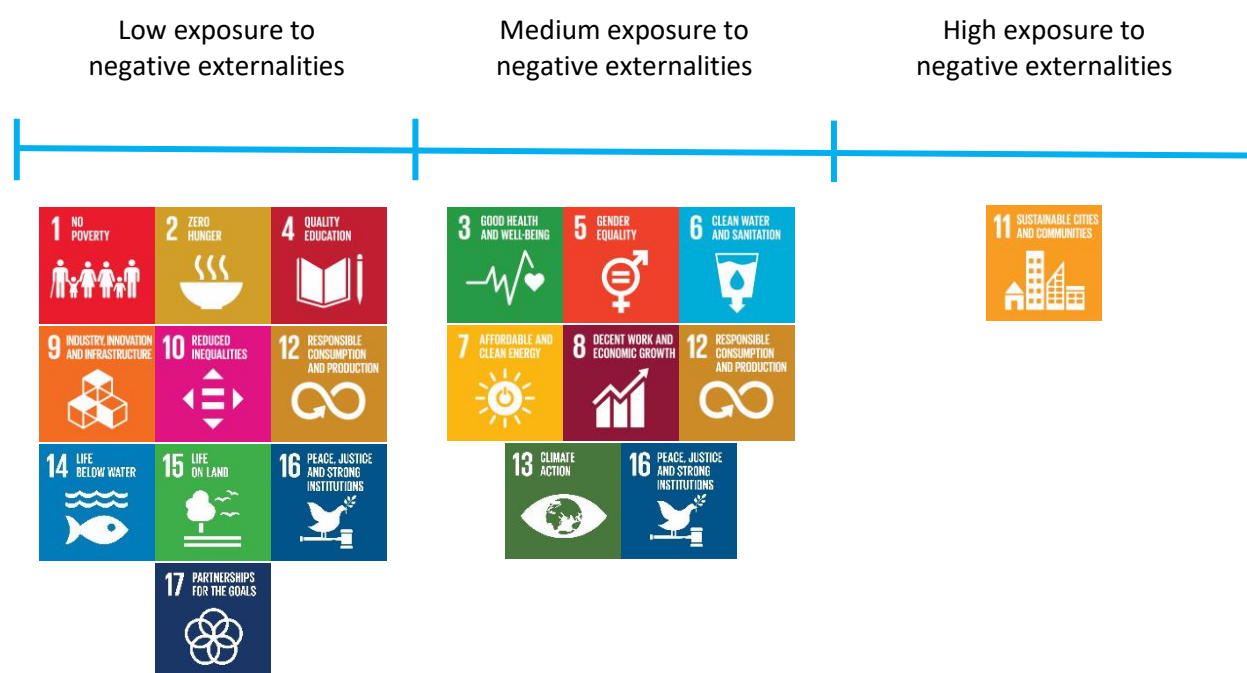 Low exposure to
negative externalities
Medium exposure to
negative externalities
High exposure to
negative externalities
1 NO
POVERTY
2 ZERO
HUNGER
4 QUALITY
EDUCATION
9 INDUSTRY, INNOVATION
AND INFRASTRUCTURE
10 REDUCED
INEQUALITIES
12 RESPONSIBLE
CONSUMPTION
AND PRODUCTION
14 LIFE
BELOW WATER
15 LIFE
ON LAND
16 PEACE, JUSTICE
AND STRONG
INSTITUTIONS
17 PARTNERSHIPS
FOR THE GOALS
3 GOOD HEALTH
AND WELL-BEING
5 GENDER
EQUALITY
6 CLEAN WATER
AND SANITATION
7 AFFORDABLE AND
CLEAN ENERGY
8 DECENT WORK AND
ECONOMIC GROWTH
12 RESPONSIBLE
CONSUMPTION
AND PRODUCTION
13 CLIMATE
ACTION
16 PEACE, JUSTICE
AND STRONG
INSTITUTIONS
11 SUSTAINABLE CITIES
AND COMMUNITIES